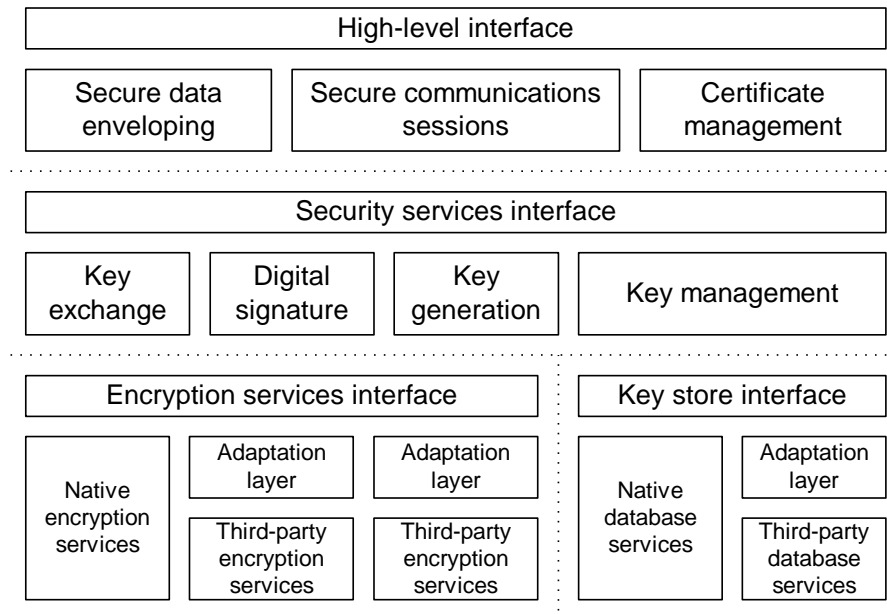 High-level interface
Secure data
enveloping
Secure communications
sessions
Certificate
management
Security services interface
Key
exchange
Digital
signature
Key
generation
Key management
Encryption services interface
Native
encryption
services
Adaptation
layer
Third-party
encryption
services
Adaptation
layer
Third-party
encryption
services
Key store interface
Native
database
services
Adaptation
layer
Third-party
database
services